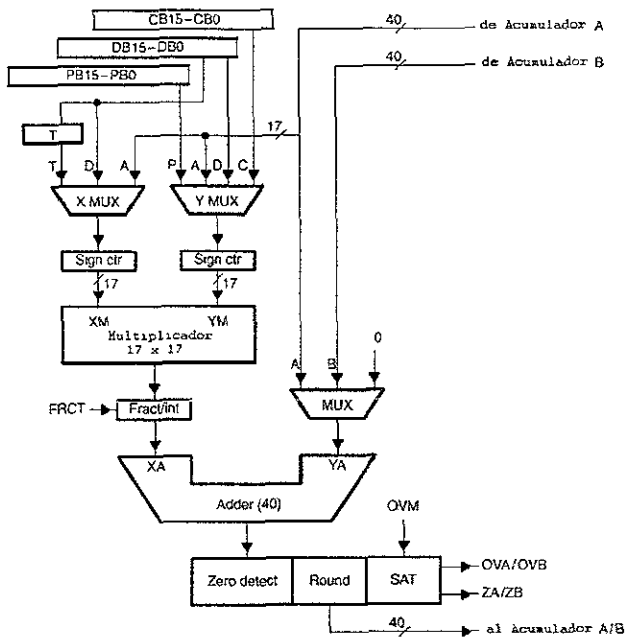 CB15-CB0
DB15-DB0
PB15-PB0
40
de Acumulador A
40
de Acumulador B
T
17
T D A
P A D C
X MUX
Y MUX
Sign ctr
Sign ctr
17
17
XM
YM
Multiplicador
17 x 17
A B 0
MUX
FRCT
Fract/int
XA
YA
Adder (40)
OVM
Zero detect
Round
SAT
OVA/OVB
ZA/ZB
40
al Acumulador A/B